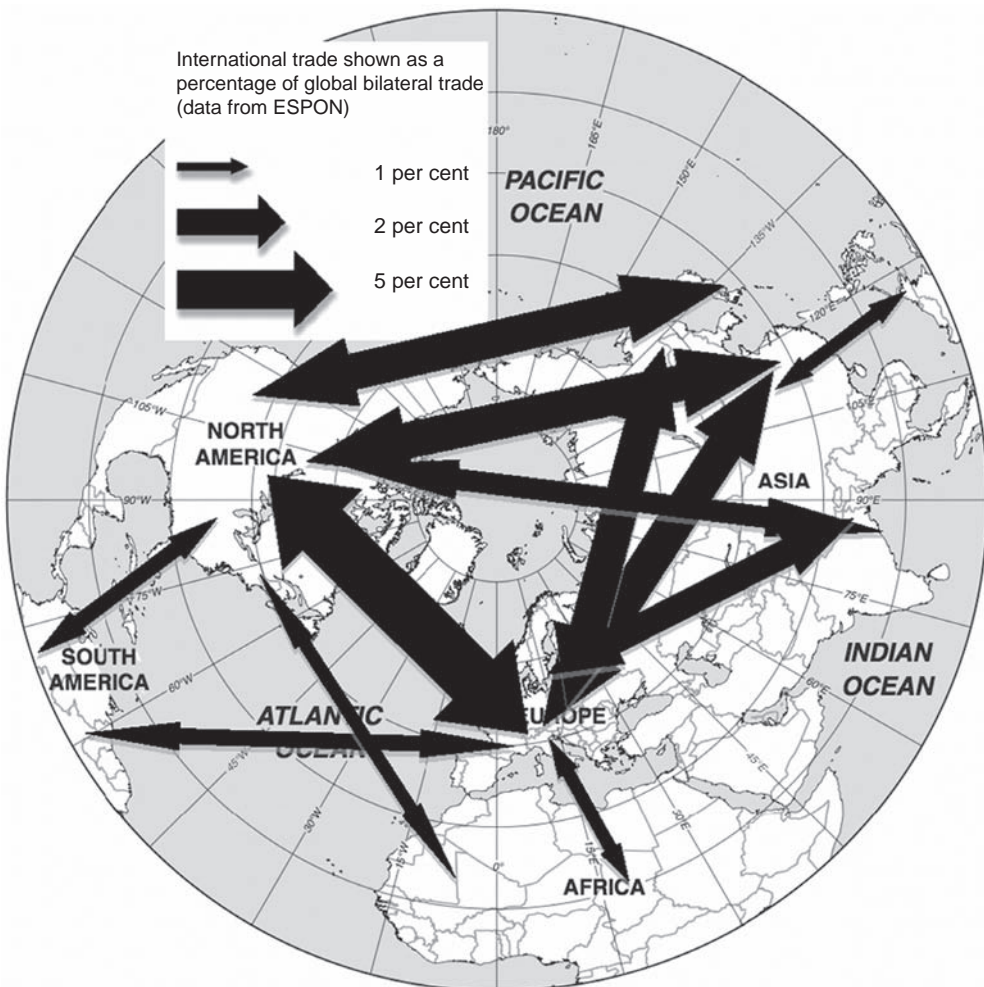 International trade shown as a
percentage of global bilateral trade
(data from ESPON)
1 per cent
2 per cent
5 per cent
180°
165°E
150°E
135°W
120°E
105°E
90°E
75°E
60°E
45°E
30°E
15°E
0°
15°W
30°W
45°W
60°W
75°W
90°W
105°W
PACIFIC
OCEAN
NORTH
AMERICA
ASIA
SOUTH
AMERICA
ATLANTIC
OCEAN
EUROPE
INDIAN
OCEAN
AFRICA